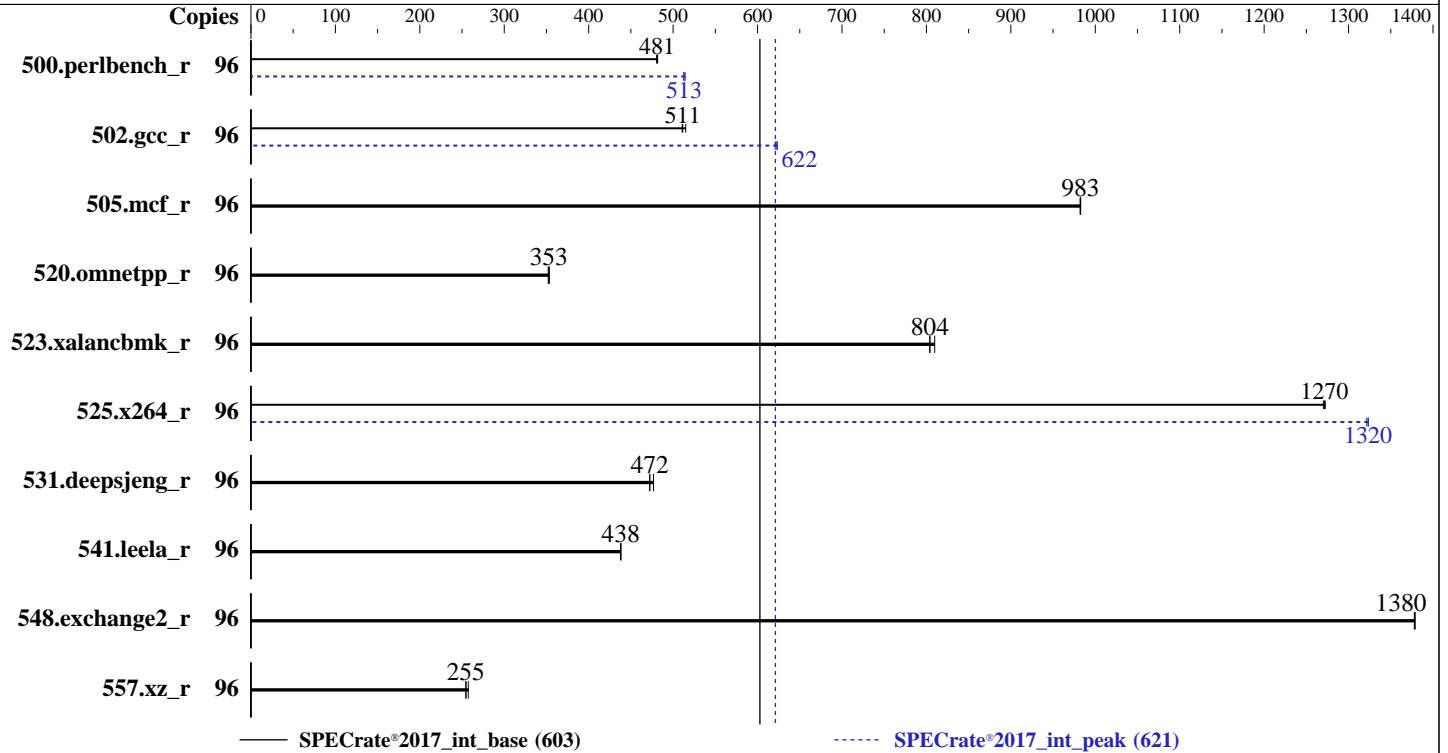 Copies 0 100 200 300 400 500 600 700 800 900 1000 1100 1200 1300 1400
481
500.perlbench_r 96
513
511
502.gcc_r 96
622
983
505.mcf_r 96
353
520.omnetpp_r 96
804
523.xalancbmk_r 96
1270
525.x264_r 96
1320
472
531.deepsjeng_r 96
438
541.leela_r 96
1380
548.exchange2_r 96
255
557.xz_r 96
SPECrate®2017_int_base (603) SPECrate®2017_int_peak (621)